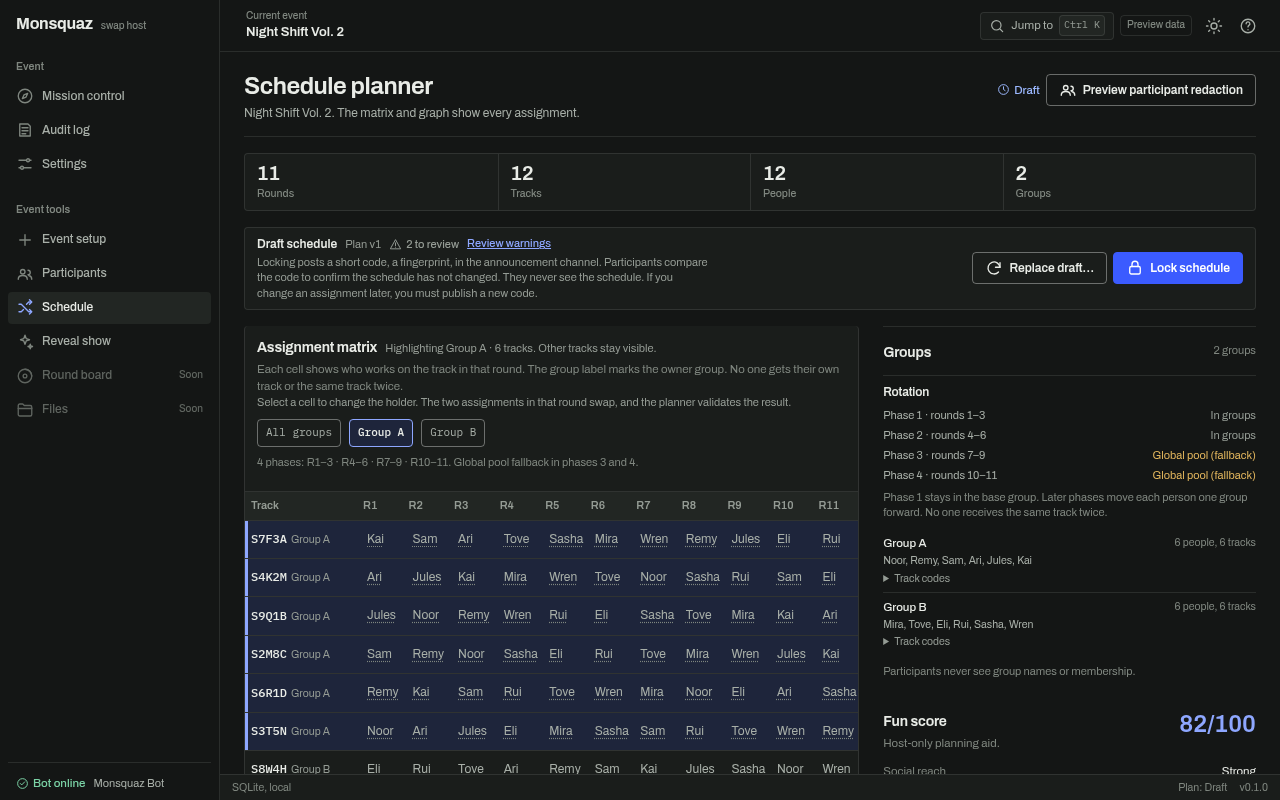 Monsquaz swap host
Event
Mission control
Audit log
Settings
Event tools
Event setup
Participants
Schedule
Reveal show
Round board Soon
Files Soon
Bot online Monsquaz Bot
Current event
Night Shift Vol. 2
Jump to Ctrl K
Preview data
Schedule planner
Night Shift Vol. 2. The matrix and graph show every assignment.
Draft
Preview participant redaction
11
Rounds
12
Tracks
12
People
2
Groups
Draft schedule Plan v1 2 to review Review warnings
Locking posts a short code, a fingerprint, in the announcement channel. Participants compare
the code to confirm the schedule has not changed. They never see the schedule. If you
change an assignment later, you must publish a new code.
Replace draft...
Lock schedule
Assignment matrix Highlighting Group A · 6 tracks. Other tracks stay visible.
Each cell shows who works on the track in that round. The group label marks the owner group. No one gets their own
track or the same track twice.
Select a cell to change the holder. The two assignments in that round swap, and the planner validates the result.
All groups Group A Group B
4 phases: R1–3 · R4–6 · R7–9 · R10–11. Global pool fallback in phases 3 and 4.
Track R1 R2 R3 R4 R5 R6 R7 R8 R9 R10 R11
S7F3A Group A Kai Sam Ari Tove Sasha Mira Wren Remy Jules Eli Rui
S4K2M Group A Ari Jules Kai Mira Wren Tove Noor Sasha Rui Sam Eli
S9Q1B Group A Jules Noor Remy Wren Rui Eli Sasha Tove Mira Kai Ari
S2M8C Group A Sam Remy Noor Sasha Eli Rui Tove Mira Wren Jules Kai
S6R1D Group A Remy Kai Sam Rui Tove Wren Mira Noor Eli Ari Sasha
S3T5N Group A Noor Ari Jules Eli Mira Sasha Sam Rui Tove Wren Remy
S8W4H Group B Eli Rui Tove Ari Remy Sam Kai Jules Sasha Noor Wren
Groups 2 groups
Rotation
Phase 1 · rounds 1–3 In groups
Phase 2 · rounds 4–6 In groups
Phase 3 · rounds 7–9 Global pool (fallback)
Phase 4 · rounds 10–11 Global pool (fallback)
Phase 1 stays in the base group. Later phases move each person one group
forward. No one receives the same track twice.
Group A 6 people, 6 tracks
Noor, Remy, Sam, Ari, Jules, Kai
Track codes
Group B 6 people, 6 tracks
Mira, Tove, Eli, Rui, Sasha, Wren
Track codes
Participants never see group names or membership.
Fun score 82/100
Host-only planning aid.
Social reach Strong
SQLite, local
Plan: Draft v0.1.0